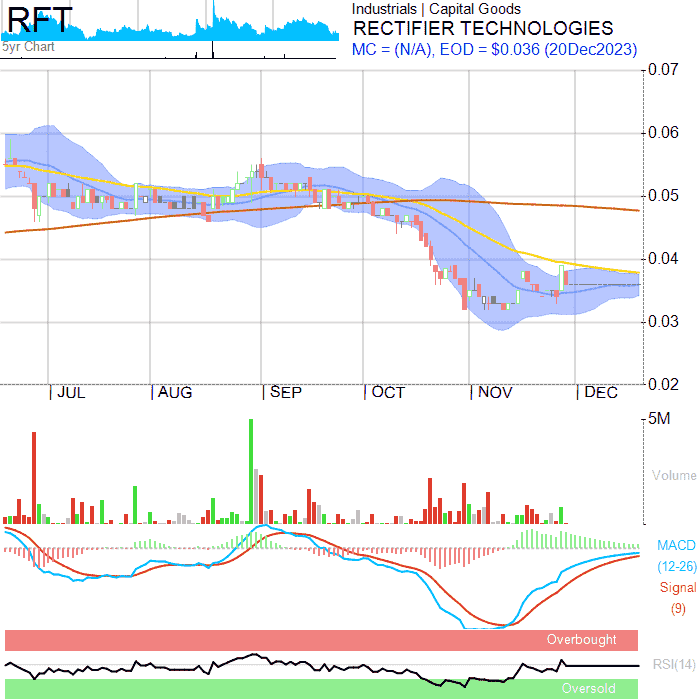 RFT
5yr Chart
Industrials | Capital Goods
RECTIFIER TECHNOLOGIES
MC = (N/A), EOD = $0.036 (20Dec2023)
0.07
0.06
0.05
0.04
0.03
0.02
JUL AUG SEP OCT NOV DEC
5M
Volume
MACD
(12-26)
Signal
(9)
Overbought
RSI(14)
Oversold